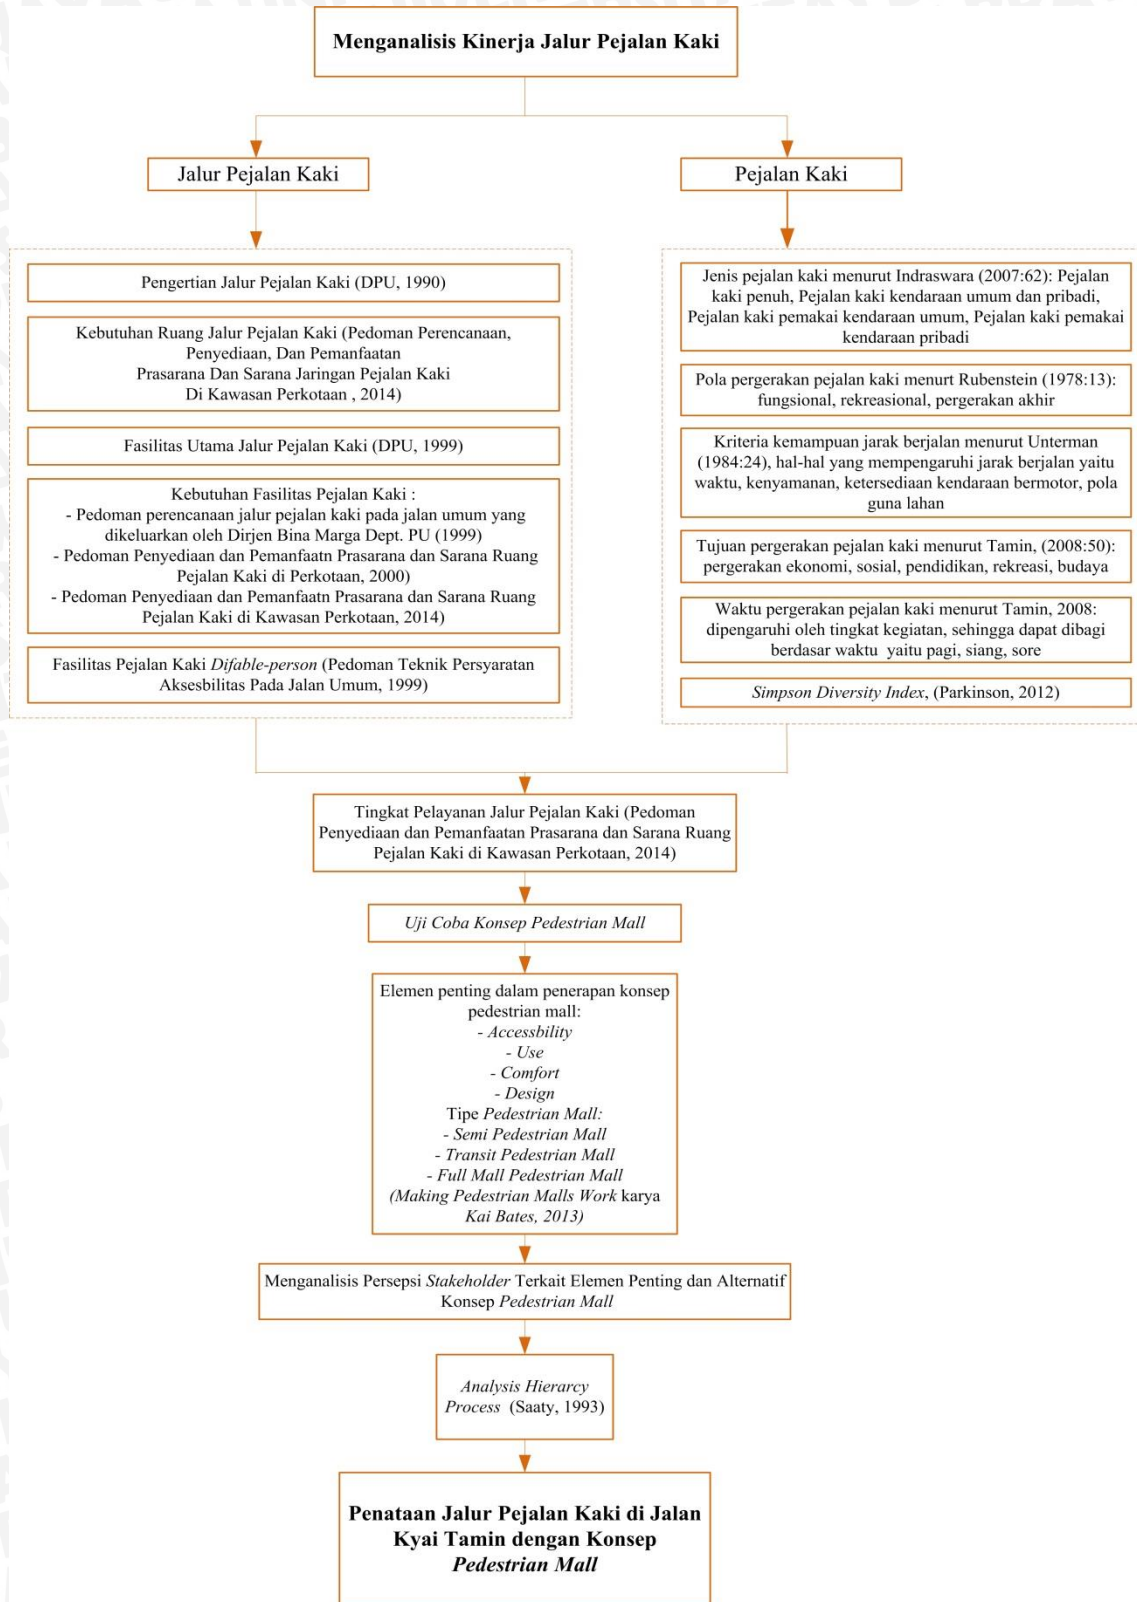 Menganalisis Kinerja Jalur Pejalan Kaki
Jalur Pejalan Kaki
Pengertian Jalur Pejalan Kaki (DPU, 1990)
Kebutuhan Ruang Jalur Pejalan Kaki (Pedoman Perencanaan,
Penyediaan, Dan Pemanfaatan
Prasarana Dan Sarana Jaringan Pejalan Kaki
Di Kawasan Perkotaan , 2014)
Fasilitas Utama Jalur Pejalan Kaki (DPU, 1999)
Kebutuhan Fasilitas Pejalan Kaki :
- Pedoman perencanaan jalur pejalan kaki pada jalan umum yang
dikeluarkan oleh Dirjen Bina Marga Dept. PU (1999)
- Pedoman Penyediaan dan Pemanfaatn Prasarana dan Sarana Ruang
Pejalan Kaki di Perkotaan, 2000)
- Pedoman Penyediaan dan Pemanfaatn Prasarana dan Sarana Ruang
Pejalan Kaki di Kawasan Perkotaan, 2014)
Fasilitas Pejalan Kaki Difable-person (Pedoman Teknik Persyaratan
Aksesbilitas Pada Jalan Umum, 1999)
Pejalan Kaki
Jenis pejalan kaki menurut Indraswara (2007:62): Pejalan
kaki penuh, Pejalan kaki kendaraan umum dan pribadi,
Pejalan kaki pemakai kendaraan umum, Pejalan kaki pemakai
kendaraan pribadi
Pola pergerakan pejalan kaki menurt Rubenstein (1978:13):
fungsional, rekreasional, pergerakan akhir
Kriteria kemampuan jarak berjalan menurut Unterman
(1984:24), hal-hal yang mempengaruhi jarak berjalan yaitu
waktu, kenyamanan, ketersediaan kendaraan bermotor, pola
guna lahan
Tujuan pergerakan pejalan kaki menurut Tamin, (2008:50):
pergerakan ekonomi, sosial, pendidikan, rekreasi, budaya
Waktu pergerakan pejalan kaki menurut Tamin, 2008:
dipengaruhi oleh tingkat kegiatan, sehingga dapat dibagi
berdasar waktu yaitu pagi, siang, sore
Simpson Diversity Index, (Parkinson, 2012)
Tingkat Pelayanan Jalur Pejalan Kaki (Pedoman
Penyediaan dan Pemanfaatan Prasarana dan Sarana Ruang
Pejalan Kaki di Kawasan Perkotaan, 2014)
Uji Coba Konsep Pedestrian Mall
Elemen penting dalam penerapan konsep
pedestrian mall:
- Accessbility
- Use
- Comfort
- Design
Tipe Pedestrian Mall:
- Semi Pedestrian Mall
- Transit Pedestrian Mall
- Full Mall Pedestrian Mall
(Making Pedestrian Malls Work karya
Kai Bates, 2013)
Menganalisis Persepsi Stakeholder Terkait Elemen Penting dan Alternatif
Konsep Pedestrian Mall
Analysis Hierarcy
Process (Saaty, 1993)
Penataan Jalur Pejalan Kaki di Jalan
Kyai Tamin dengan Konsep
Pedestrian Mall